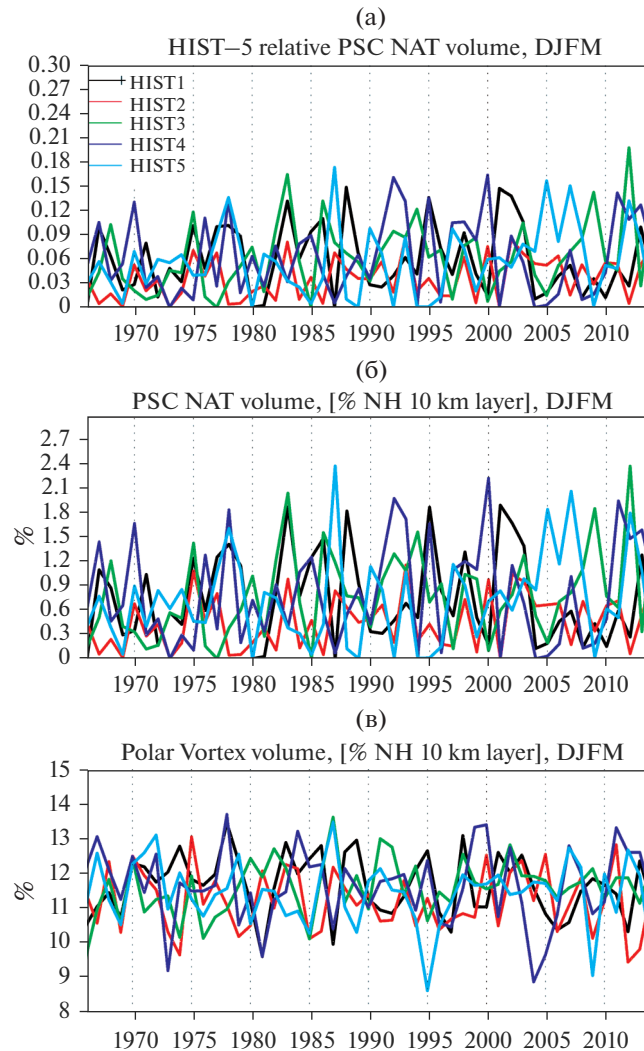 (а)
HIST–5 relative PSC NAT volume, DJFM
0.30
0.27
0.24
0.21
0.18
0.15
0.12
0.09
0.06
0.03
0
HIST1
HIST2
HIST3
HIST4
HIST5
1970 1975 1980 1985 1990 1995 2000 2005 2010
(б)
PSC NAT volume, [% NH 10 km layer], DJFM
%
2.7
2.4
2.1
1.8
1.5
1.2
0.9
0.6
0.3
0
1970 1975 1980 1985 1990 1995 2000 2005 2010
(в)
Polar Vortex volume, [% NH 10 km layer], DJFM
%
15
14
13
12
11
10
9
8
1970 1975 1980 1985 1990 1995 2000 2005 2010